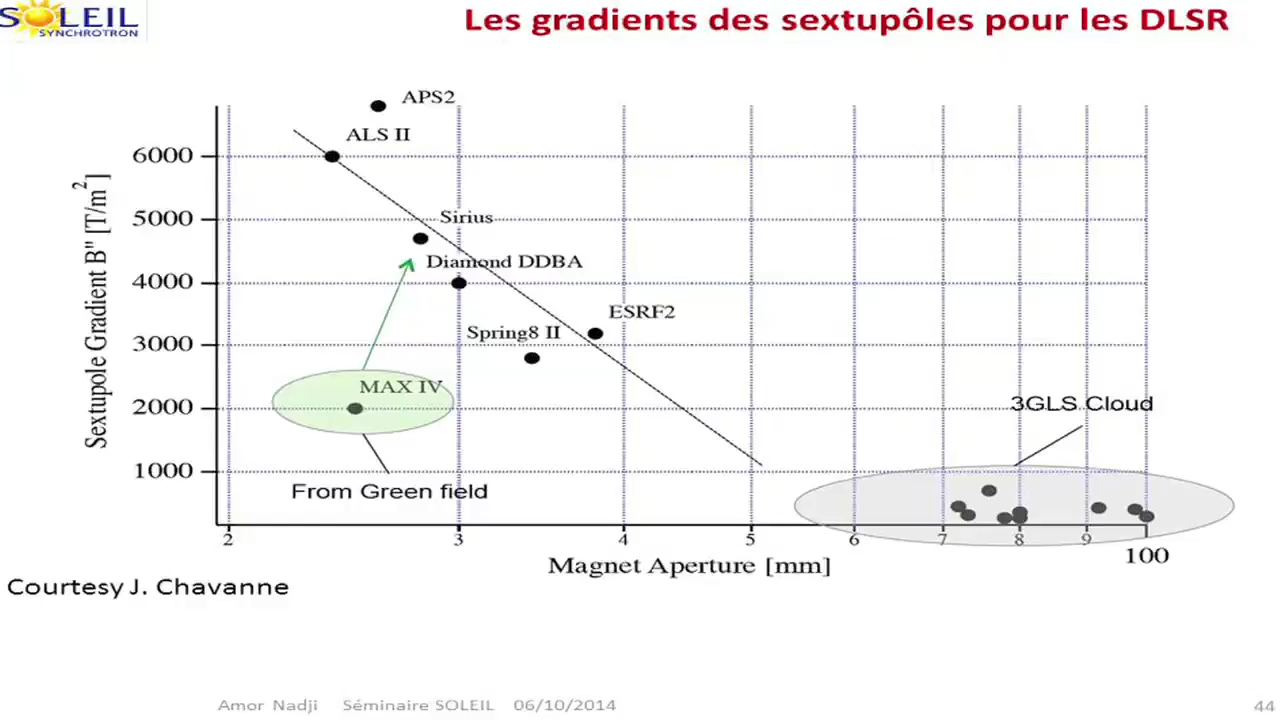 SOLEIL
SYNCHROTRON
Les gradients des sextupôles pour les DLSR
APS2
ALS II
6000
Sirius
5000
Diamond DDBA
4000
ESRF2
Spring8 II
3000
MAX IV
3GLS Cloud
2000
1000
From Green field
Sextupole Gradient B" [T/m²]
2 3 4 5 6 7 8 9 100
Magnet Aperture [mm]
Courtesy J. Chavanne
Amor Nadji Séminaire SOLEIL 06/10/2014 44